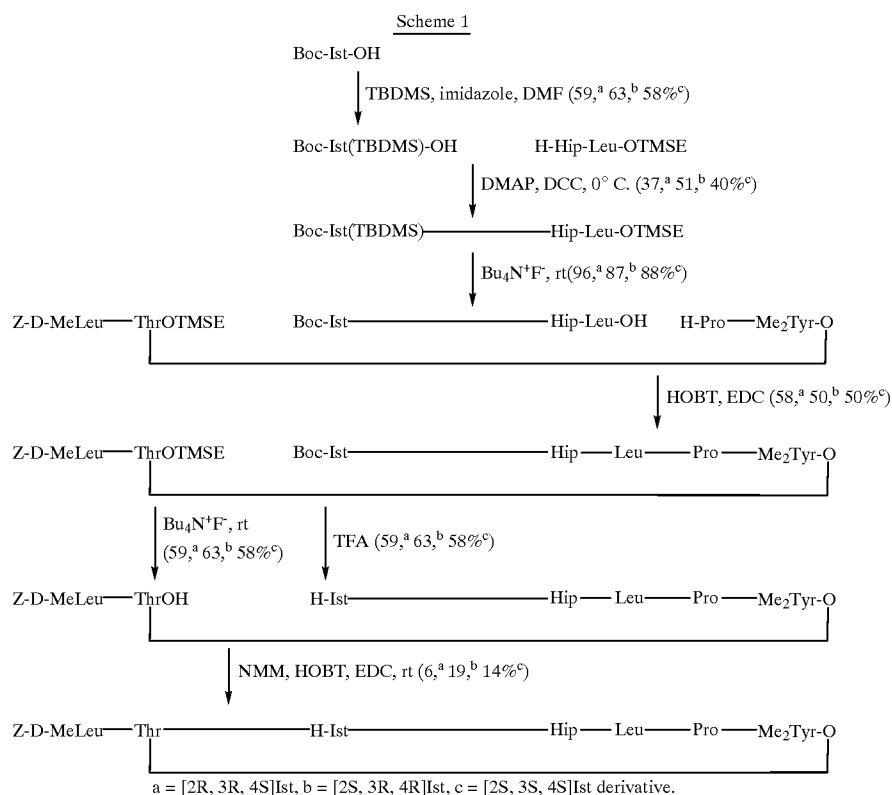 Scheme 1
Boc-Ist-OH
TBDMS, imidazole, DMF (59,ᵃ 63,ᵇ 58%ᶜ)
Boc-Ist(TBDMS)-OH H-Hip-Leu-OTMSE
DMAP, DCC, 0° C. (37,ᵃ 51,ᵇ 40%ᶜ)
Boc-Ist(TBDMS) Hip-Leu-OTMSE
Bu₄N⁺F⁻, rt(96,ᵃ 87,ᵇ 88%ᶜ)
Z-D-MeLeu ThrOTMSE Boc-Ist Hip-Leu-OH H-Pro Me₂Tyr-O
HOBT, EDC (58,ᵃ 50,ᵇ 50%ᶜ)
Z-D-MeLeu ThrOTMSE Boc-Ist Hip Leu Pro Me₂Tyr-O
Bu₄N⁺F⁻, rt
(59,ᵃ 63,ᵇ 58%ᶜ)
TFA (59,ᵃ 63,ᵇ 58%ᶜ)
Z-D-MeLeu ThrOH H-Ist Hip Leu Pro Me₂Tyr-O
NMM, HOBT, EDC, rt (6,ᵃ 19,ᵇ 14%ᶜ)
Z-D-MeLeu Thr H-Ist Hip Leu Pro Me₂Tyr-O
a = [2R, 3R, 4S]Ist, b = [2S, 3R, 4R]Ist, c = [2S, 3S, 4S]Ist derivative.